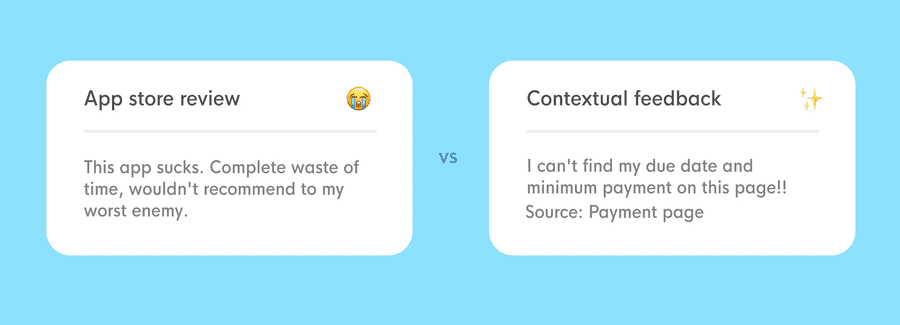 App store review 😭
This app sucks. Complete waste of
time, wouldn't recommend to my
worst enemy.
vs
Contextual feedback ✨
I can't find my due date and
minimum payment on this page!!
Source: Payment page